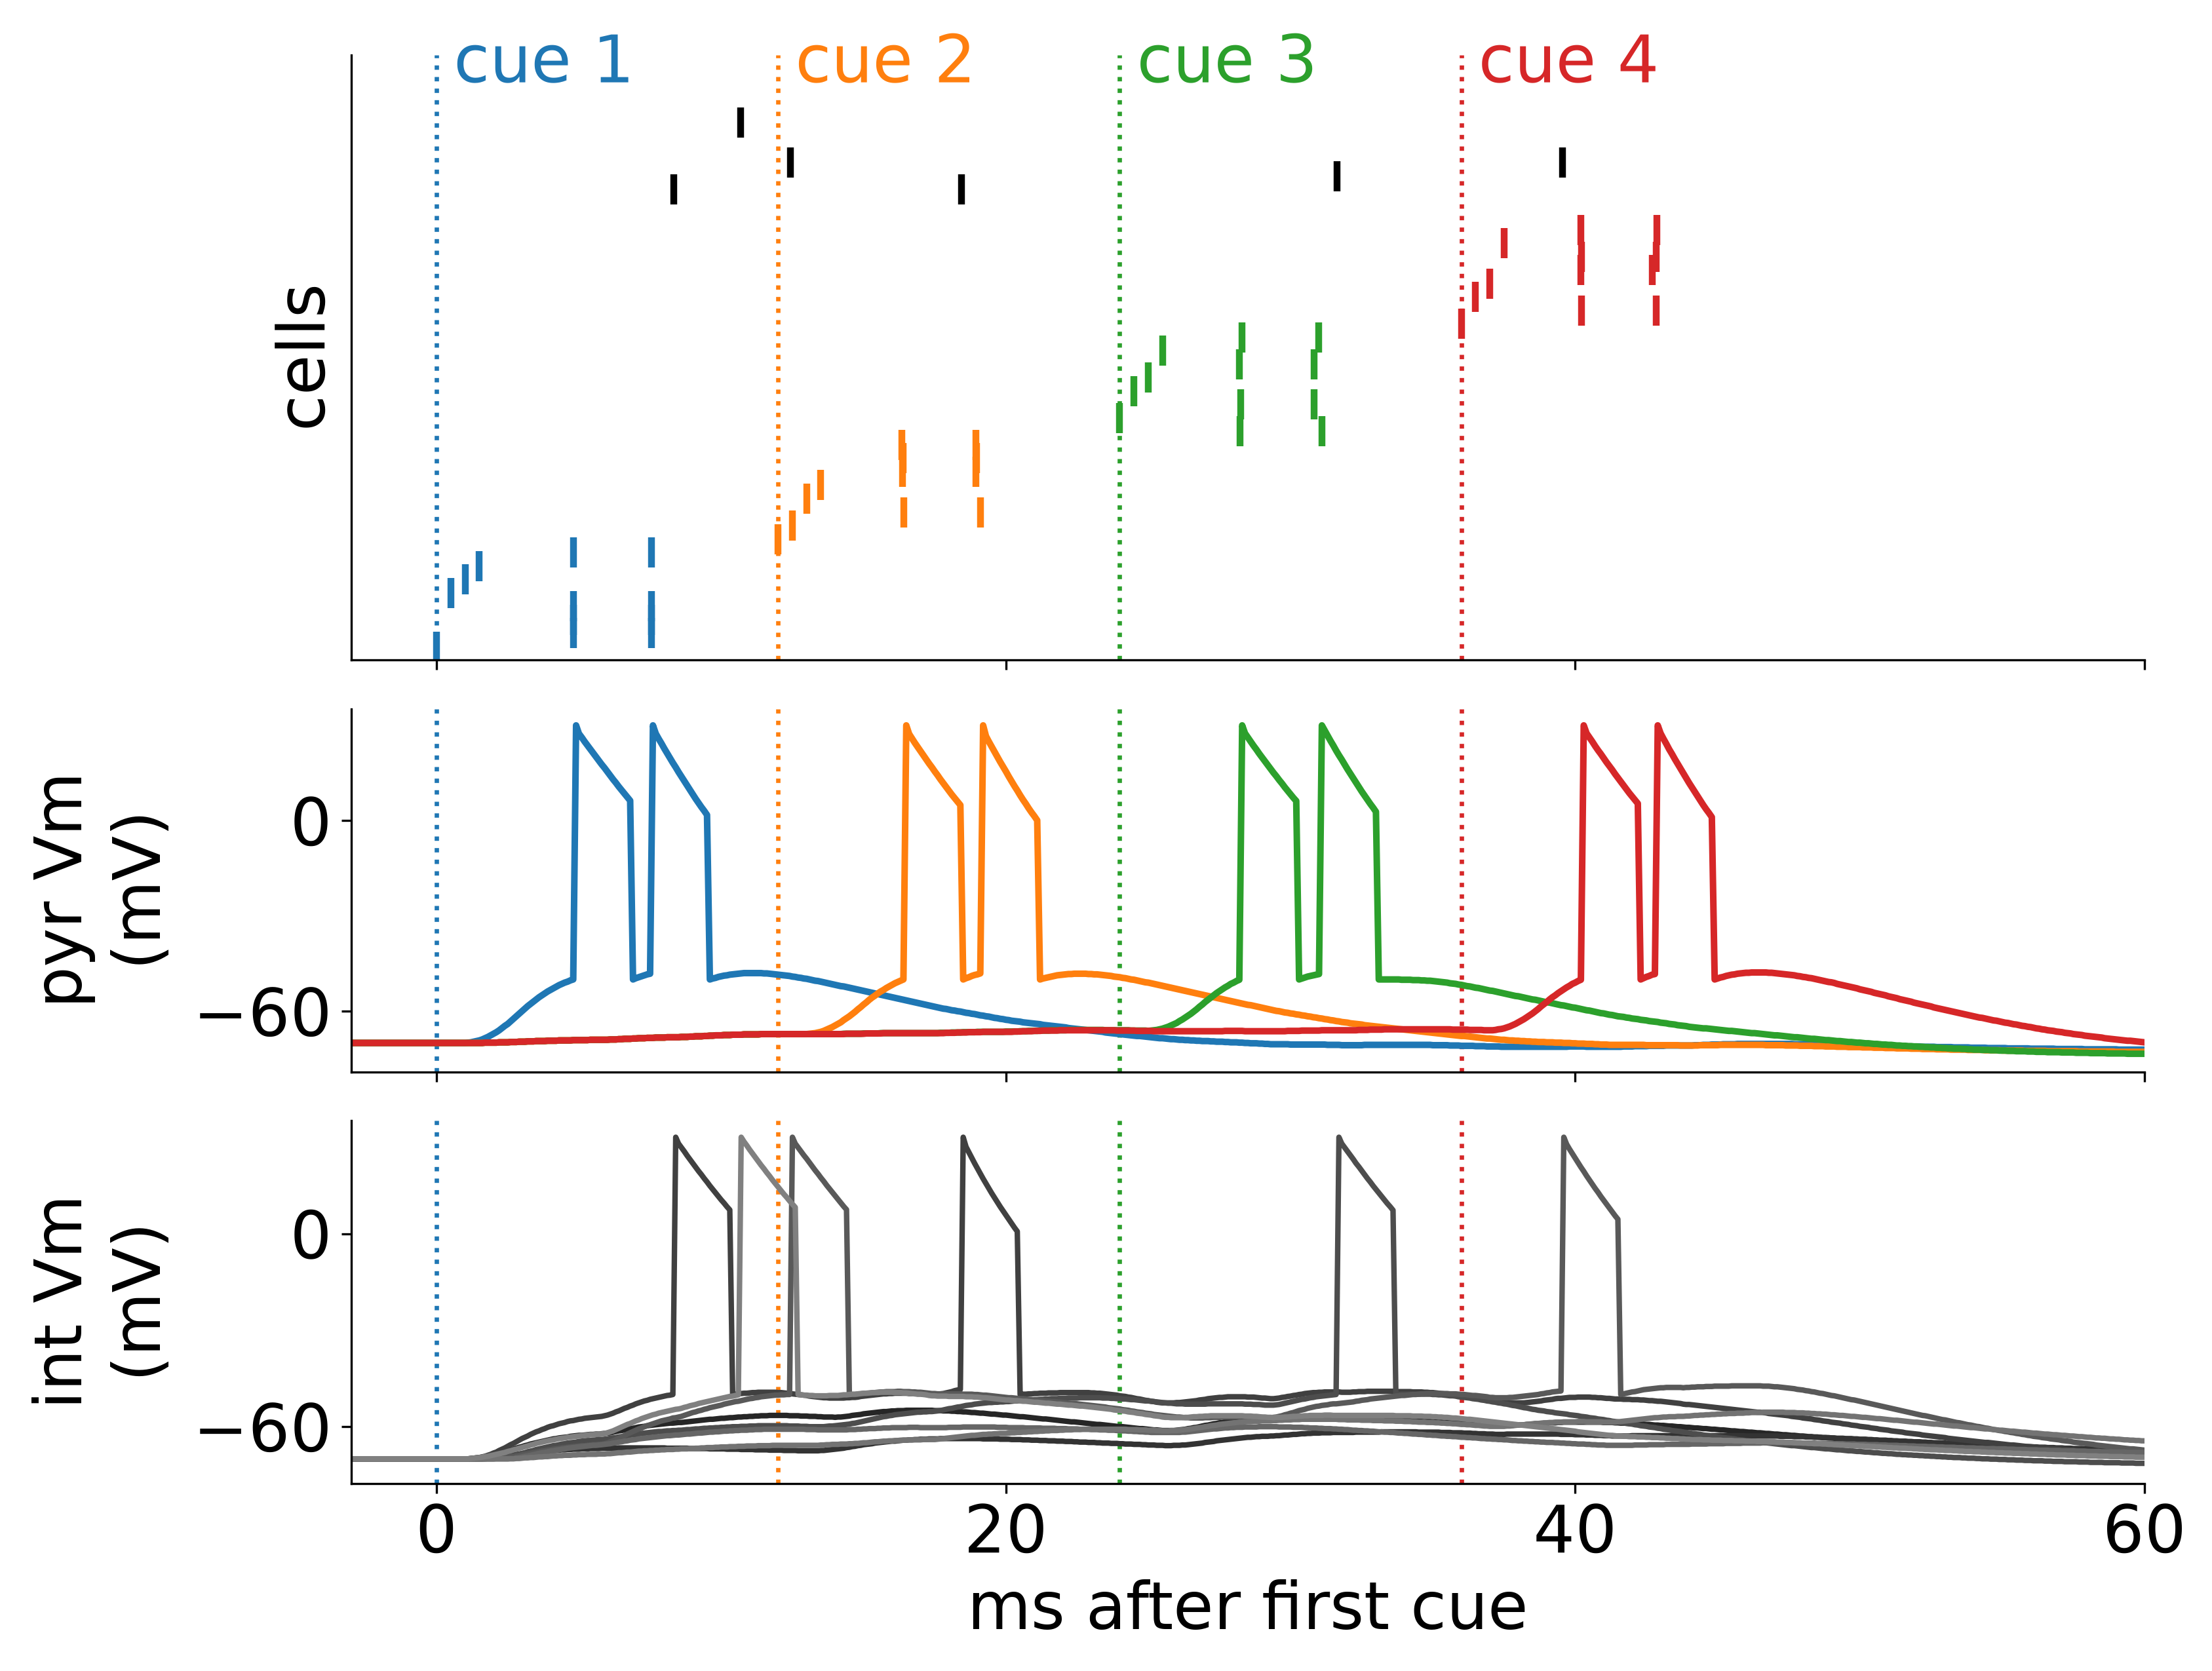 cue 1
cue 2
cue 3
cue 4
cells
pyr Vm
(mV)
0
−60
int Vm
(mV)
0
−60
0
20
40
60
ms after first cue